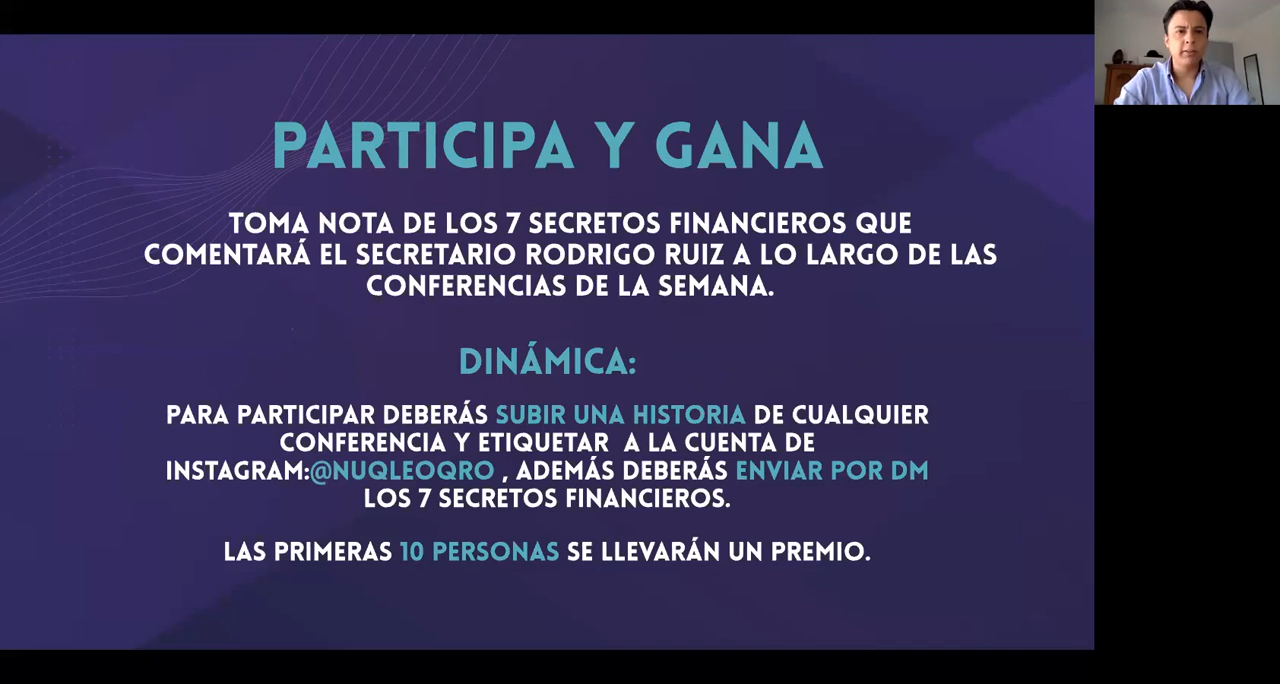 PARTICIPA Y GANA
TOMA NOTA DE LOS 7 SECRETOS FINANCIEROS QUE
COMENTARÁ EL SECRETARIO RODRIGO RUIZ A LO LARGO DE LAS
CONFERENCIAS DE LA SEMANA.
DINÁMICA:
PARA PARTICIPAR DEBERÁS SUBIR UNA HISTORIA DE CUALQUIER
CONFERENCIA Y ETIQUETAR A LA CUENTA DE
INSTAGRAM:@NUQLEOQRO , ADEMÁS DEBERÁS ENVIAR POR DM
LOS 7 SECRETOS FINANCIEROS.
LAS PRIMERAS 10 PERSONAS SE LLEVARÁN UN PREMIO.